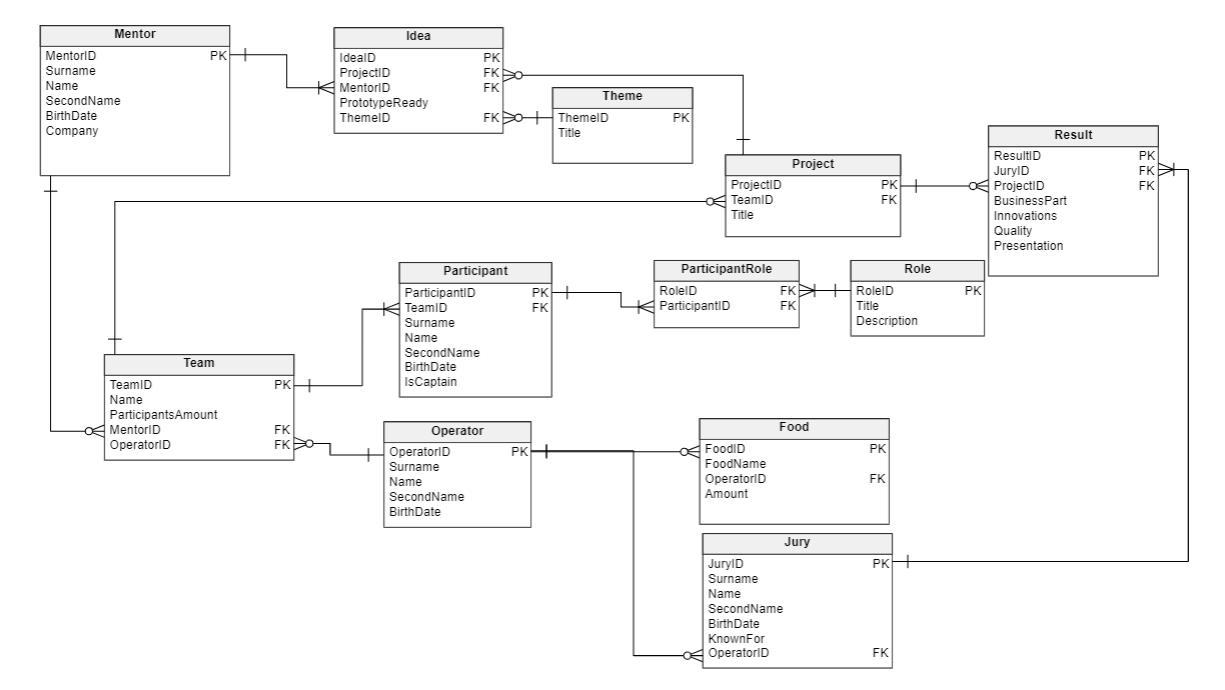 Mentor
MentorID PK
Surname
Name
SecondName
BirthDate
Company
Idea
IdeaID PK
ProjectID FK
MentorID FK
PrototypeReady
ThemeID FK
Theme
ThemeID PK
Title
Project
ProjectID PK
TeamID FK
Title
Result
ResultID PK
JuryID FK
ProjectID FK
BusinessPart
Innovations
Quality
Presentation
Participant
ParticipantID PK
TeamID FK
Surname
Name
SecondName
BirthDate
IsCaptain
ParticipantRole
RoleID FK
ParticipantID FK
Role
RoleID PK
Title
Description
Team
TeamID PK
Name
ParticipantsAmount
MentorID FK
OperatorID FK
Operator
OperatorID PK
Surname
Name
SecondName
BirthDate
Food
FoodID PK
FoodName
OperatorID FK
Amount
Jury
JuryID PK
Surname
Name
SecondName
BirthDate
KnownFor
OperatorID FK